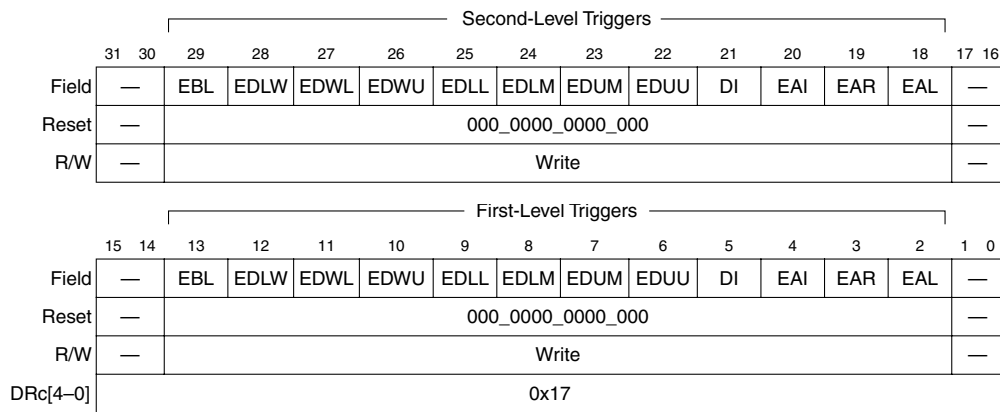 Second-Level Triggers
31 30 29 28 27 26 25 24 23 22 21 20 19 18 17 16
Field — EBL EDLW EDWL EDWU EDLL EDLM EDUM EDUU DI EAI EAR EAL —
Reset — 000_0000_0000_000 —
R/W — Write —
First-Level Triggers
15 14 13 12 11 10 9 8 7 6 5 4 3 2 1 0
Field — EBL EDLW EDWL EDWU EDLL EDLM EDUM EDUU DI EAI EAR EAL —
Reset — 000_0000_0000_000 —
R/W — Write —
DRc[4–0] 0x17